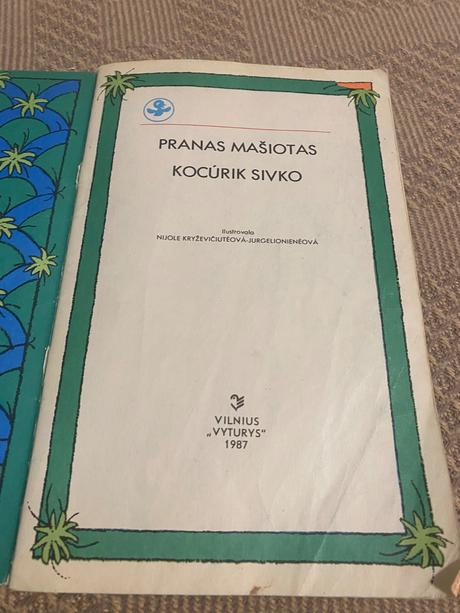 PRANAS MAŠIOTAS
KOCÚRIK SIVKO
Ilustrovala
NIJOLE KRYŽEVIČIUTÉOVÁ-JURGELIONIENÉOVÁ
VILNIUS
„VYTURYS“
1987